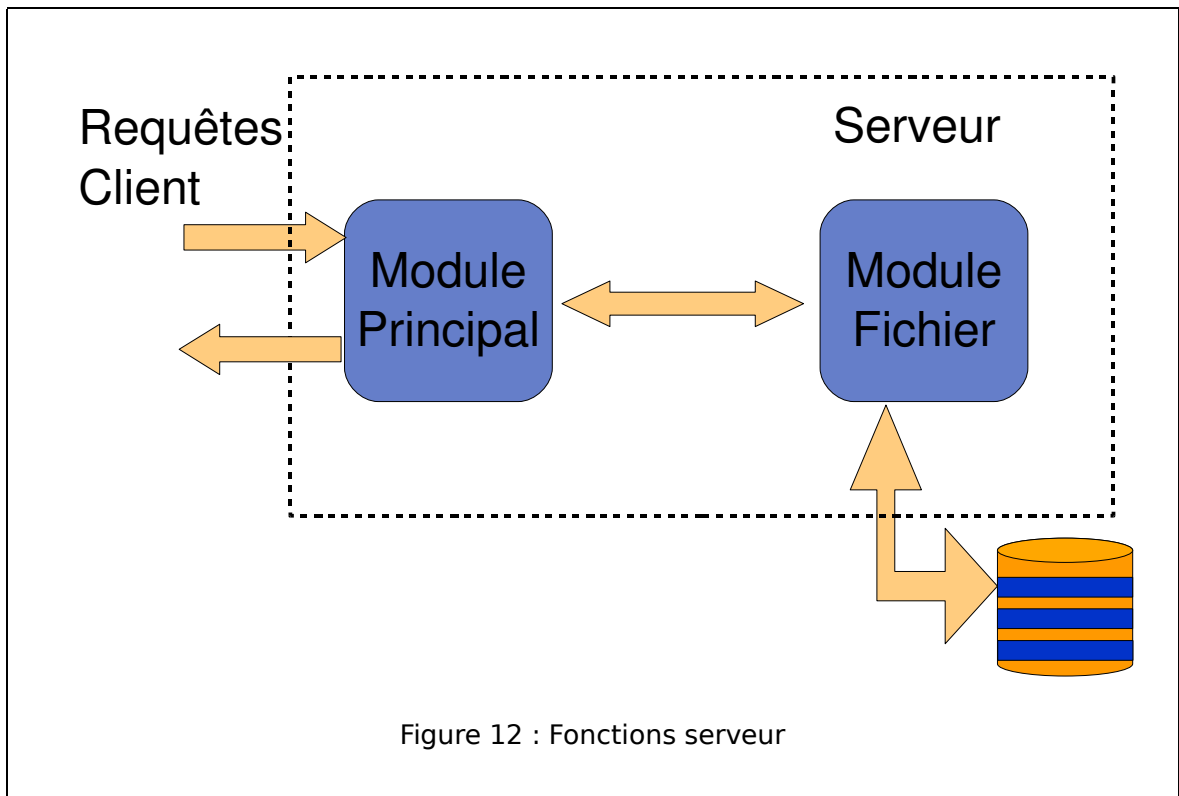 Requêtes
Client
Serveur
Module
Principal
Module
Fichier
Figure 12 : Fonctions serveur